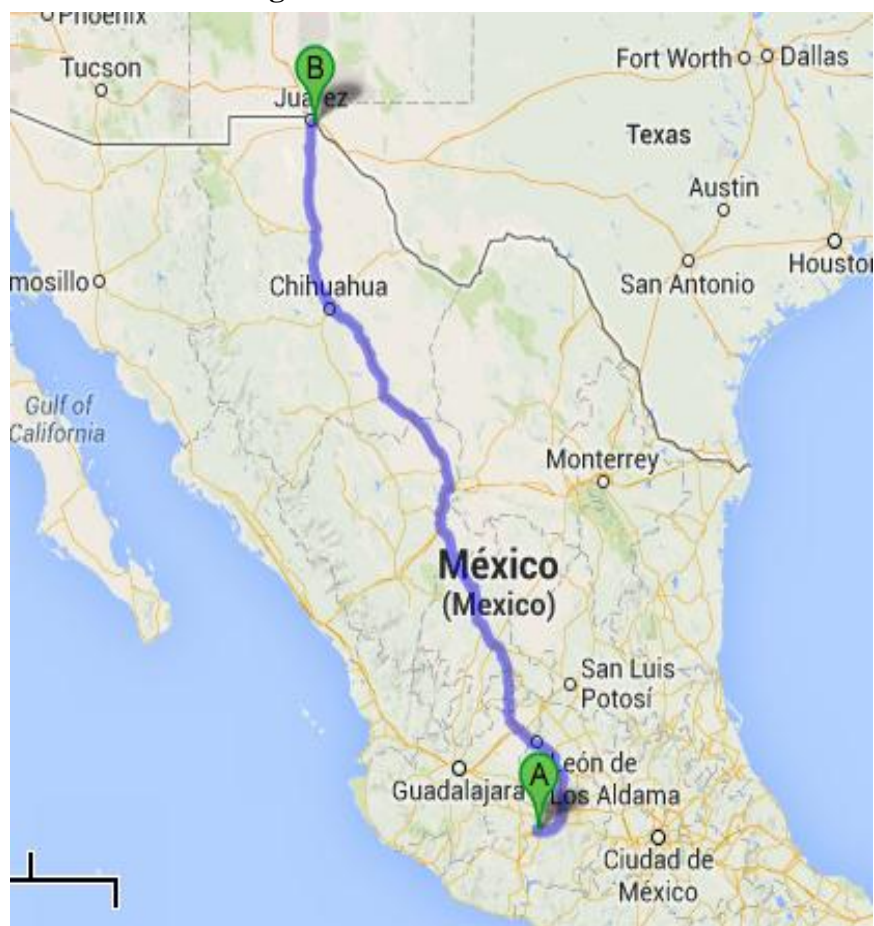 Phoenix
Tucson
B
Juarez
Fort Worth
Dallas
Texas
Austin
San Antonio
Houston
mosillo
Chihuahua
Gulf of
California
Monterrey
México
(Mexico)
San Luis
Potosí
León de
Los Aldama
A
Guadalajara
Ciudad de
México